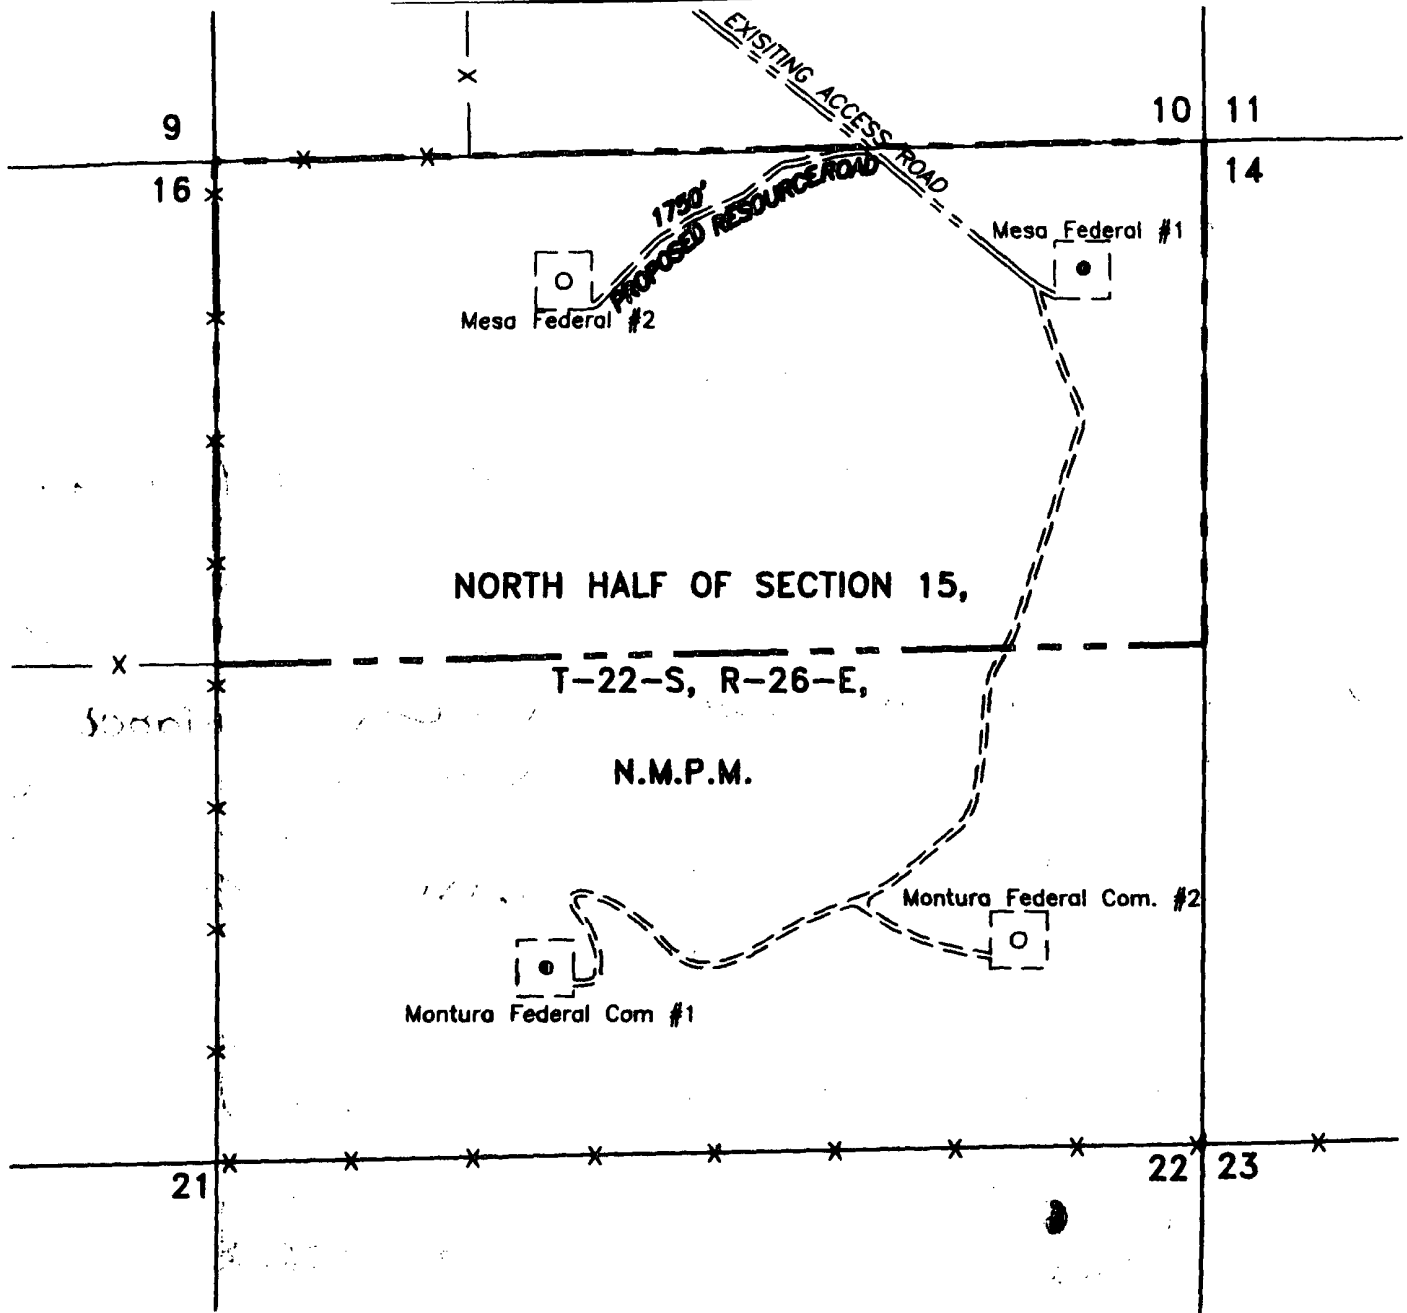 EXISITING ACCESS ROAD
9
10
11
16
14
1750'
PROPOSED RESOURCE ROAD
Mesa Federal #1
Mesa Federal #2
NORTH HALF OF SECTION 15,
T-22-S, R-26-E,
N.M.P.M.
Montura Federal Com. #2
Montura Federal Com #1
21
22
23